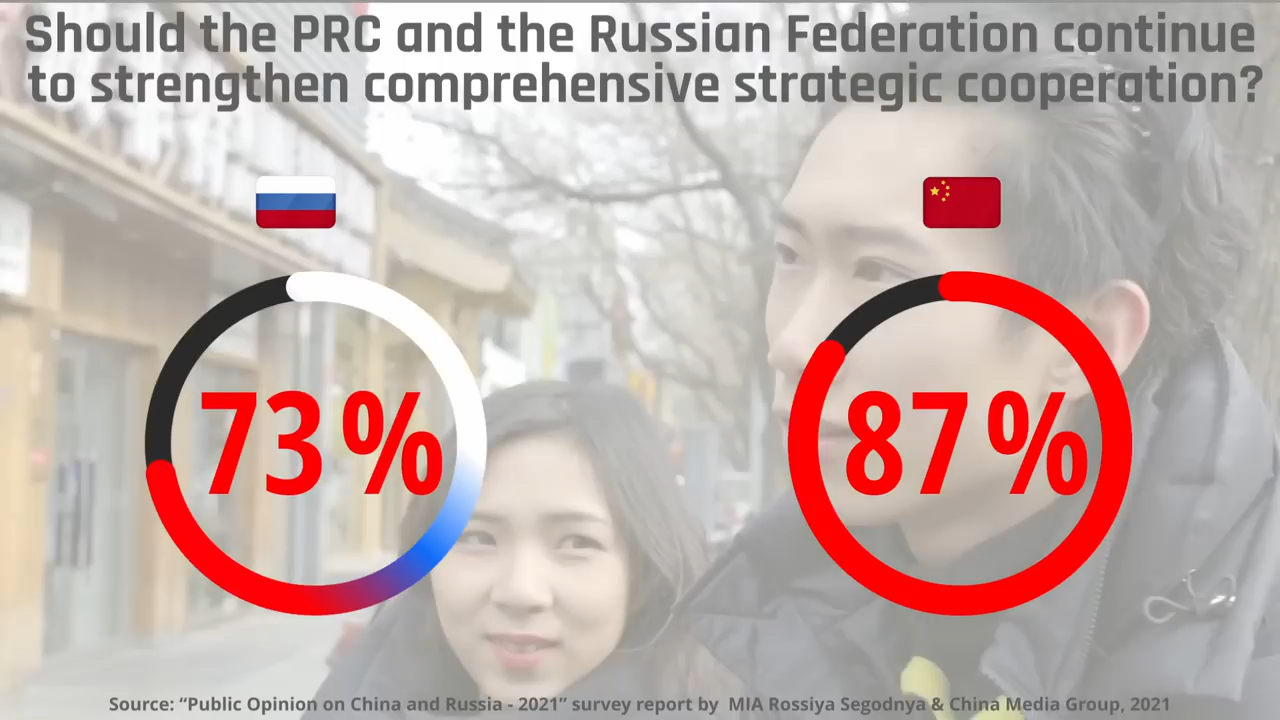 Should the PRC and the Russian Federation continue
to strengthen comprehensive strategic cooperation?
73%
87%
Source: “Public Opinion on China and Russia - 2021” survey report by MIA Rossiya Segodnya & China Media Group, 2021